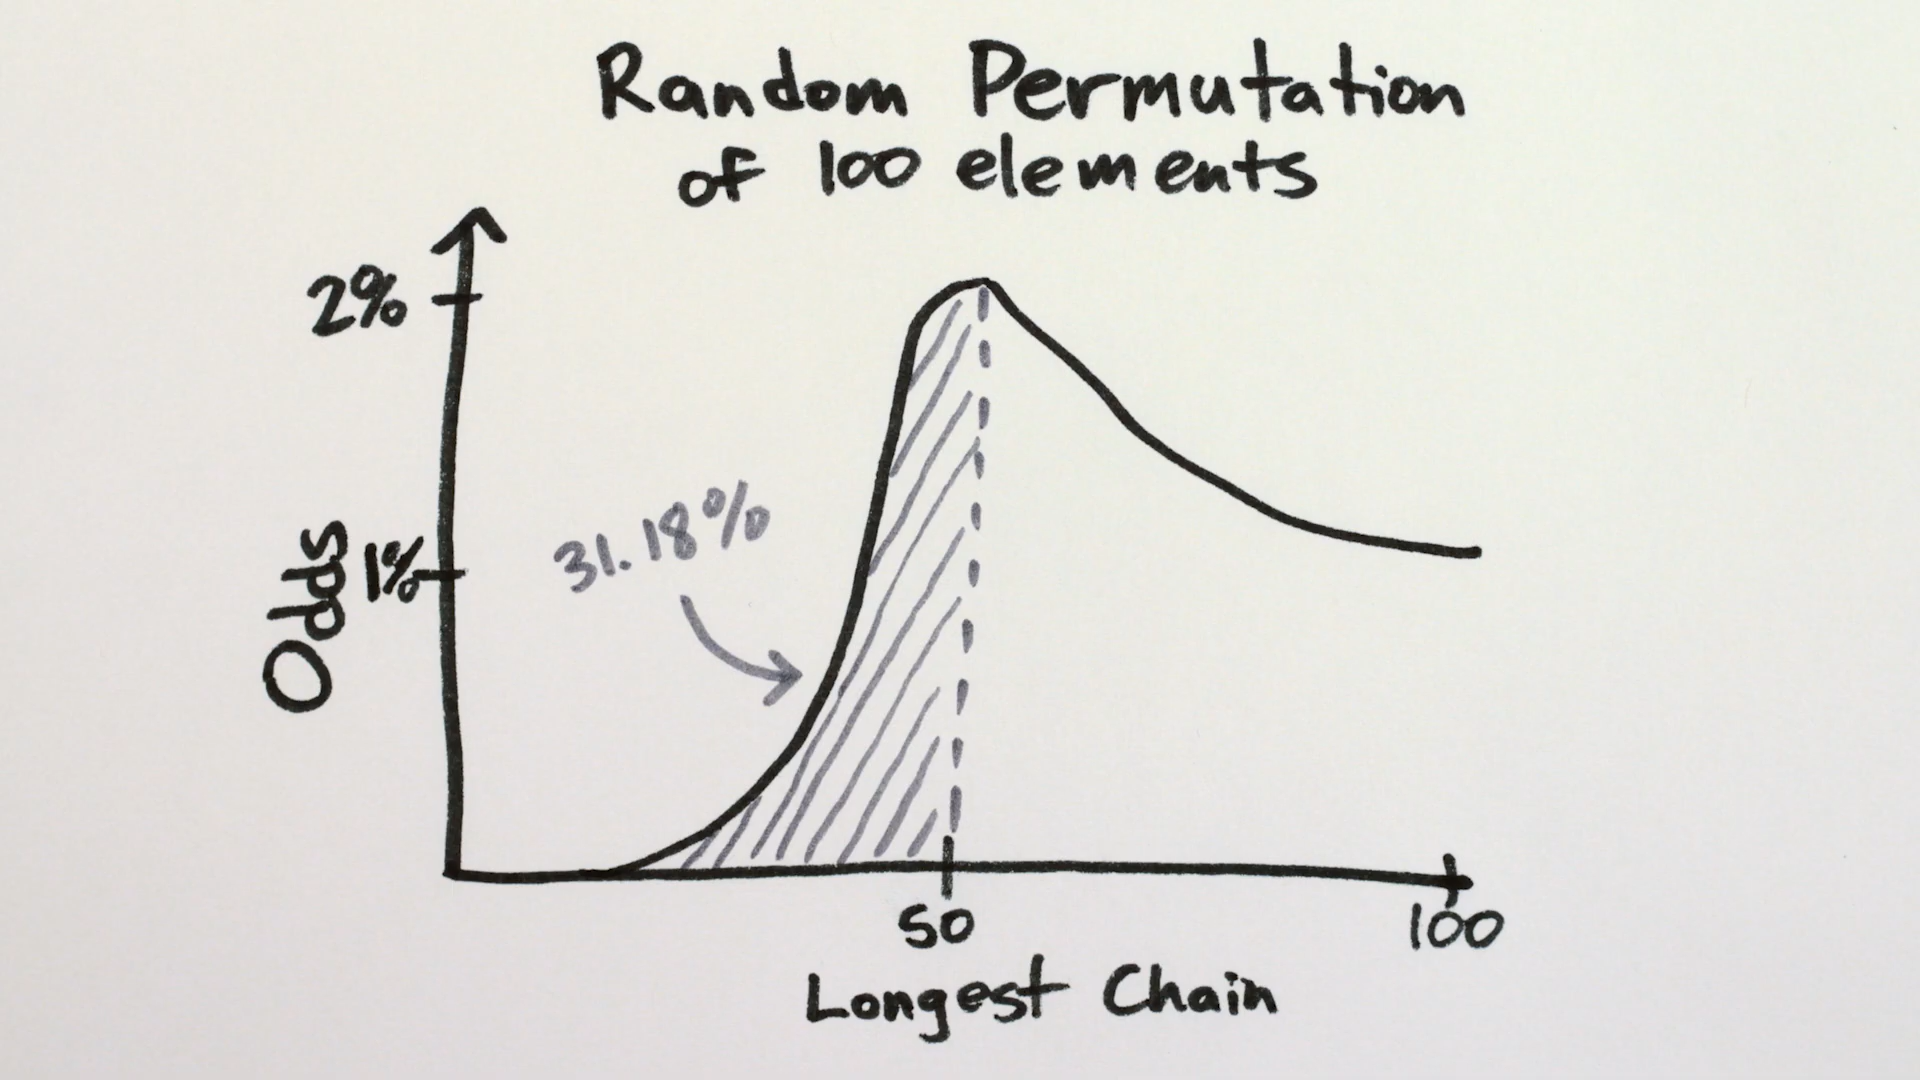 Random Permutation
of 100 elements
2%
1%
Odds
31.18%
50
100
Longest Chain